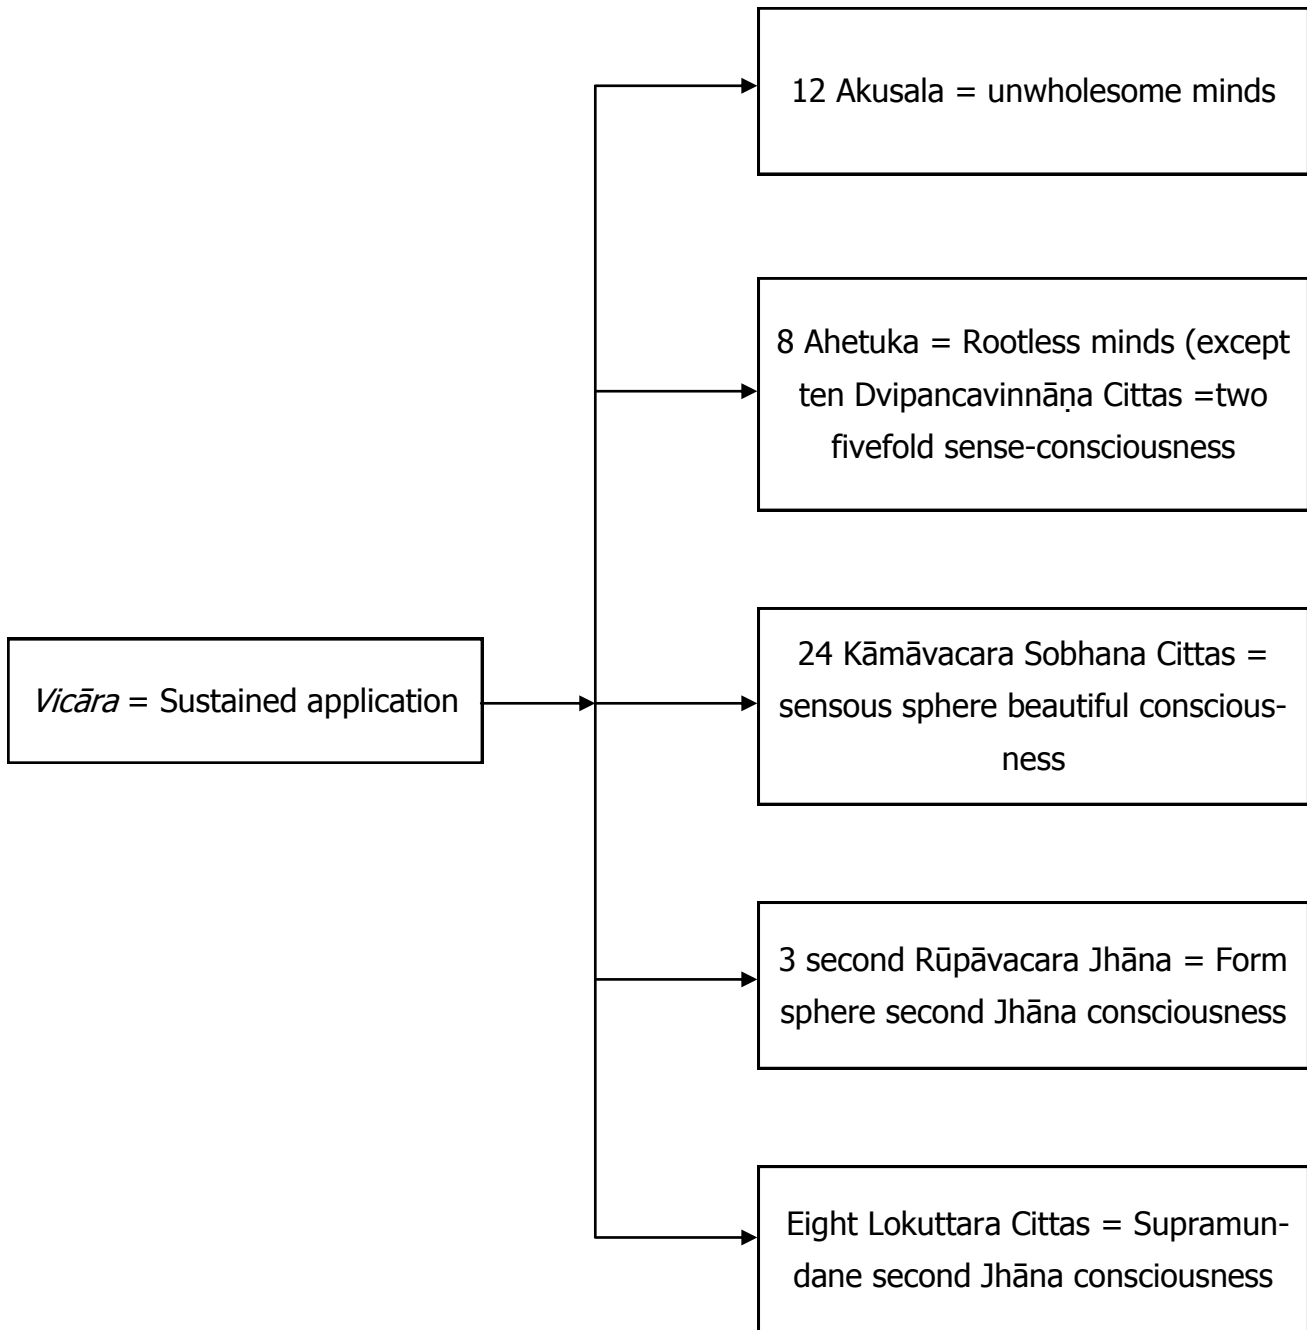 12 Akusala = unwholesome minds
8 Ahetuka = Rootless minds (except
ten Dvipancavinnāṇa Cittas =two
fivefold sense-consciousness
Vicāra = Sustained application
24 Kāmāvacara Sobhana Cittas =
sensous sphere beautiful conscious-
ness
3 second Rūpāvacara Jhāna = Form
sphere second Jhāna consciousness
Eight Lokuttara Cittas = Supramun-
dane second Jhāna consciousness